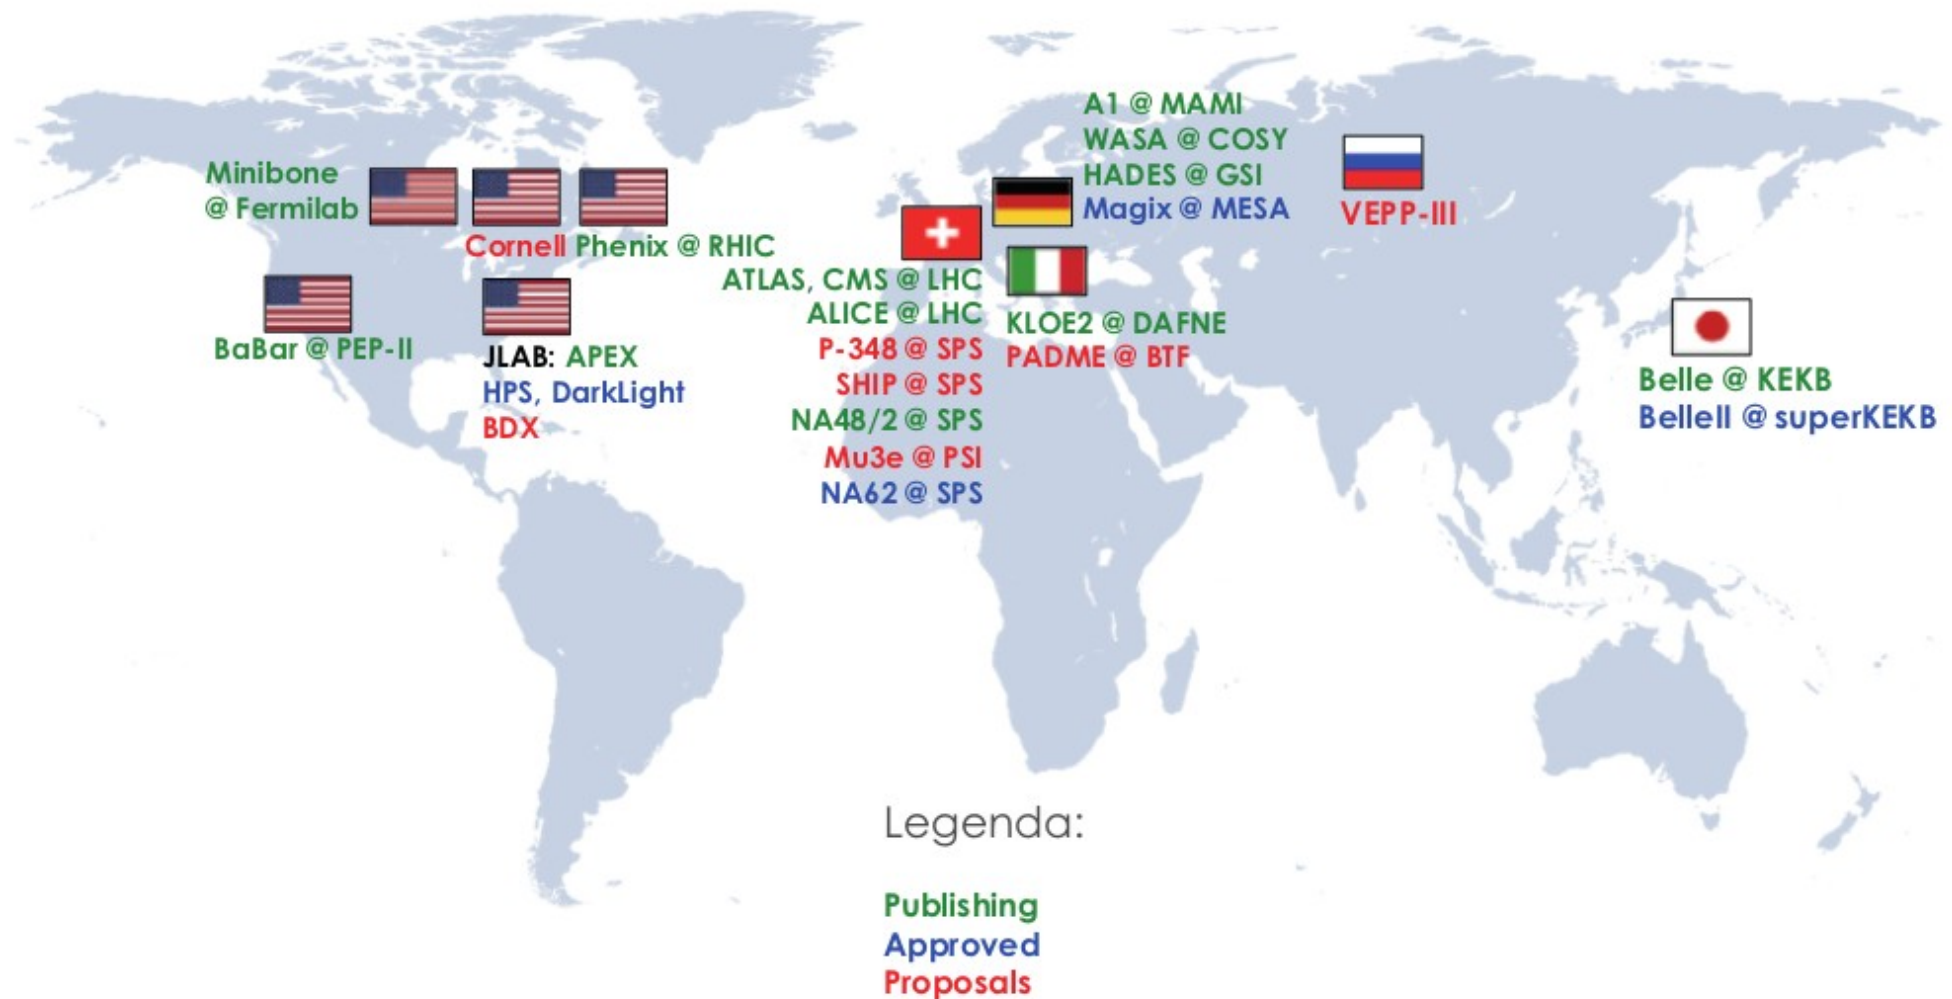 Minibone
@ Fermilab
Cornell Phenix @ RHIC
BaBar @ PEP-II
JLAB: APEX
HPS, DarkLight
BDX
A1 @ MAMI
WASA @ COSY
HADES @ GSI
Magix @ MESA
ATLAS, CMS @ LHC
ALICE @ LHC
P-348 @ SPS
SHIP @ SPS
NA48/2 @ SPS
Mu3e @ PSI
NA62 @ SPS
KLOE2 @ DAFNE
PADME @ BTF
VEPP-III
Belle @ KEKB
BelleII @ superKEKB
Legenda:
Publishing
Approved
Proposals